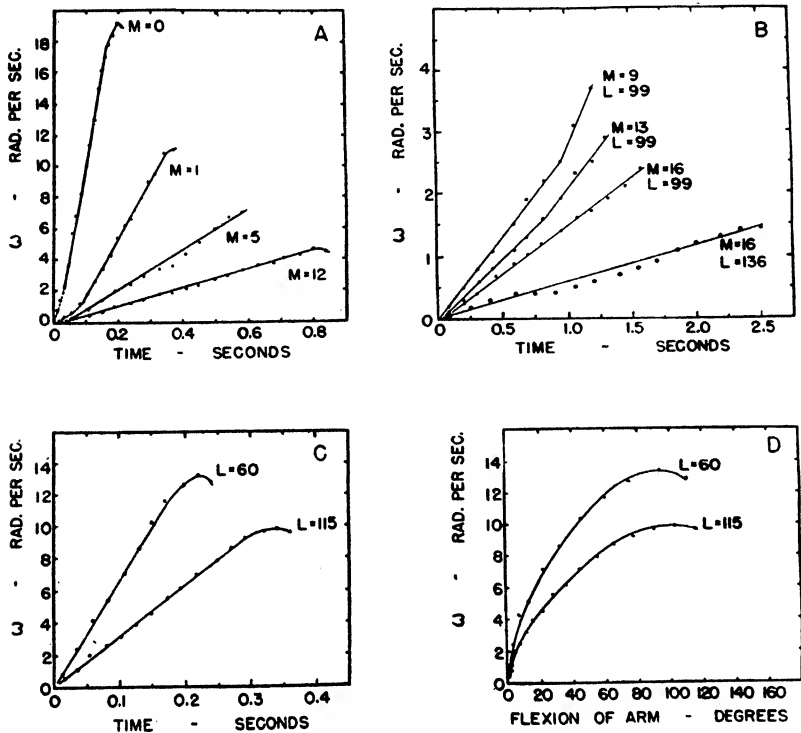 A
ω - RAD. PER SEC.
18
16
14
12
10
8
6
4
2
0
M=0
M=1
M=5
M=12
0 0.2 0.4 0.6 0.8
TIME - SECONDS
B
ω - RAD. PER SEC.
4
3
2
1
0
M=9
L=99
M=13
L=99
M=16
L=99
M=16
L=136
0 0.5 1.0 1.5 2.0 2.5
TIME - SECONDS
C
ω - RAD. PER SEC.
14
12
10
8
6
4
2
0
L=60
L=115
0 0.1 0.2 0.3 0.4
TIME - SECONDS
D
ω - RAD. PER SEC.
14
12
10
8
6
4
2
0
L=60
L=115
0 20 40 60 80 100 120 140 160
FLEXION OF ARM - DEGREES